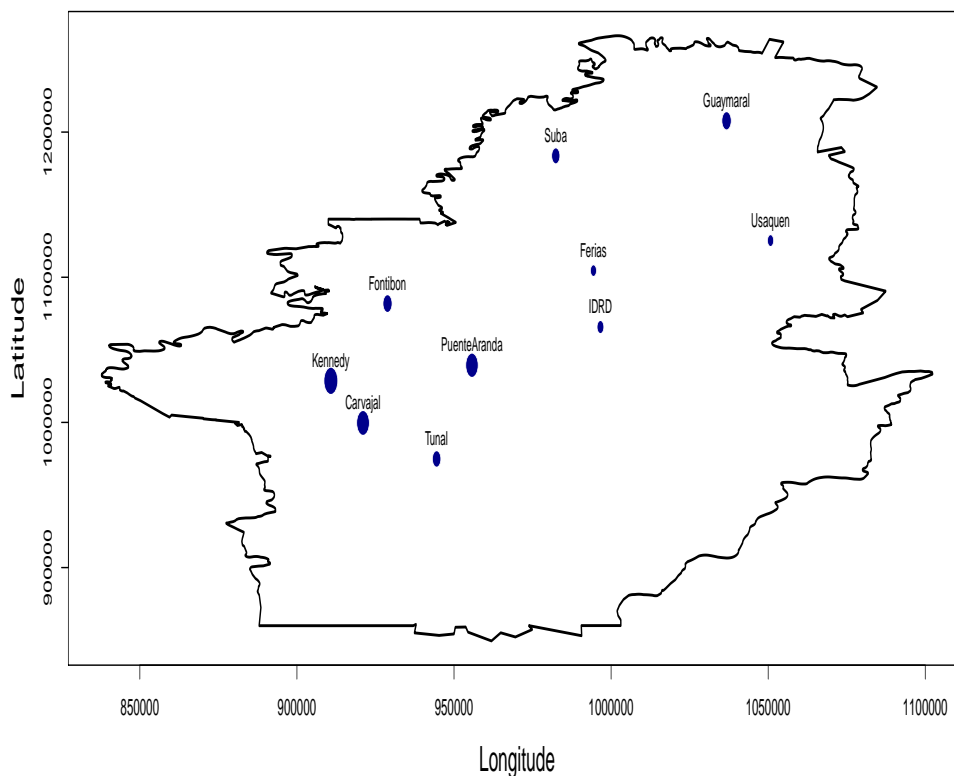 Guaymaral
Suba
Usaquen
Ferias
Fontibon
IDRD
PuenteAranda
Kennedy
Carvajal
Tunal
Latitude
1200000
1100000
1000000
900000
850000 900000 950000 1000000 1050000 1100000
Longitude